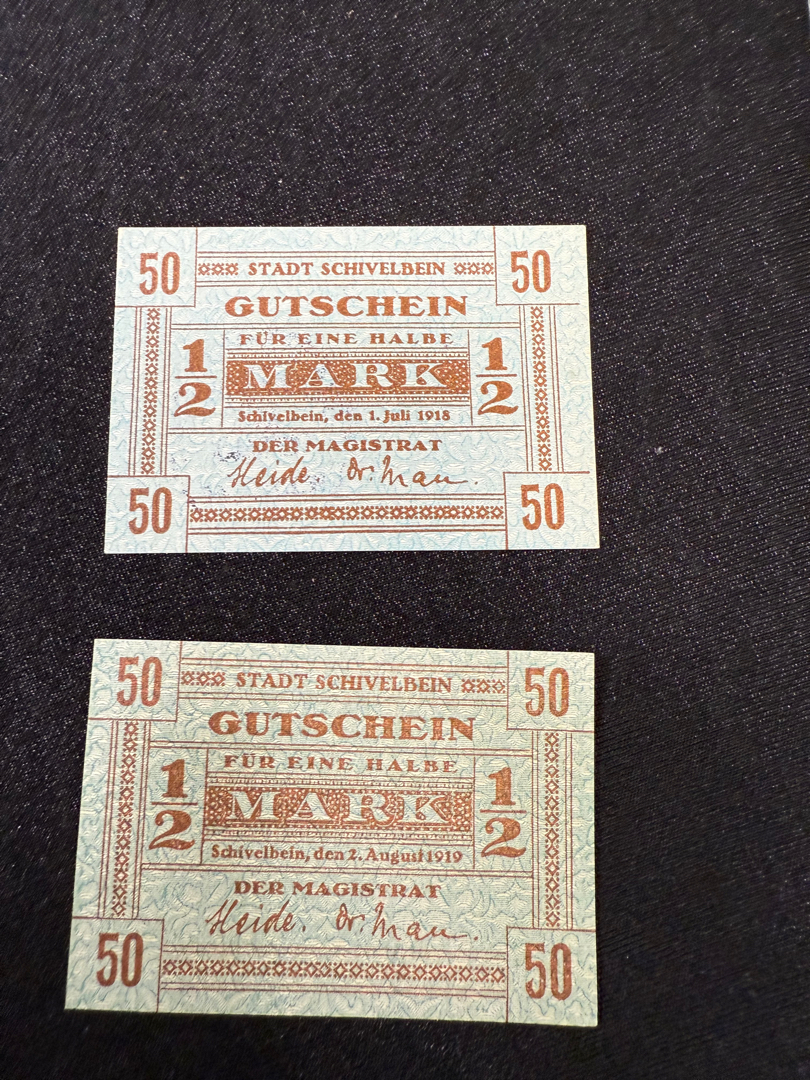 50 STADT SCHIVELBEIN 50
GUTSCHEIN
FÜR EINE HALBE
1/2 MARK 1/2
Schivelbein, den 1. Juli 1918
DER MAGISTRAT
Heide. Dr. Mau.
50 50
50 STADT SCHIVELBEIN 50
GUTSCHEIN
FÜR EINE HALBE
1/2 MARK 1/2
Schivelbein, den 2. August 1919
DER MAGISTRAT
Heide. Dr. Mau.
50 50